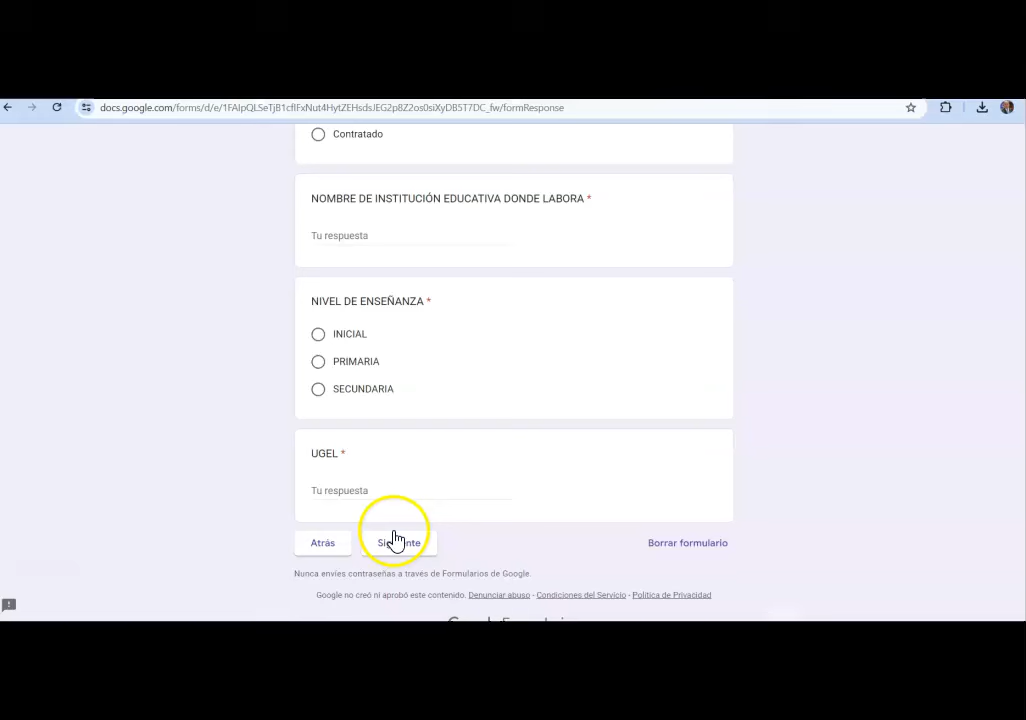 docs.google.com/forms/d/e/1FAIpQLSeTjB1cflFxNut4HytZEHsdsJEG2p8Z2os0siXyDB5T7DC_fw/formResponse
Contratado
NOMBRE DE INSTITUCIÓN EDUCATIVA DONDE LABORA *
Tu respuesta
NIVEL DE ENSEÑANZA *
INICIAL
PRIMARIA
SECUNDARIA
UGEL *
Tu respuesta
Atrás Siguiente Borrar formulario
Nunca envíes contraseñas a través de Formularios de Google.
Google no creó ni aprobó este contenido. Denunciar abuso - Condiciones del Servicio - Política de Privacidad